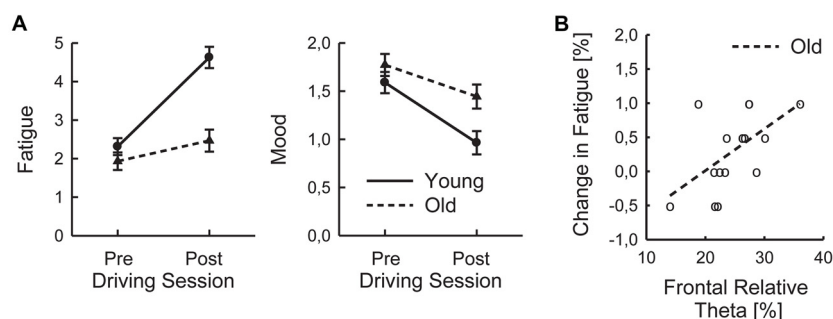 A
5
4
3
2
1
0
Fatigue
Pre
Post
Driving Session
2,0
1,5
1,0
0,5
0,0
Mood
Young
Old
Pre
Post
Driving Session
B
Old
2,0
1,5
1,0
0,5
0,0
-0,5
-1,0
Change in Fatigue [%]
10
20
30
40
Frontal Relative
Theta [%]